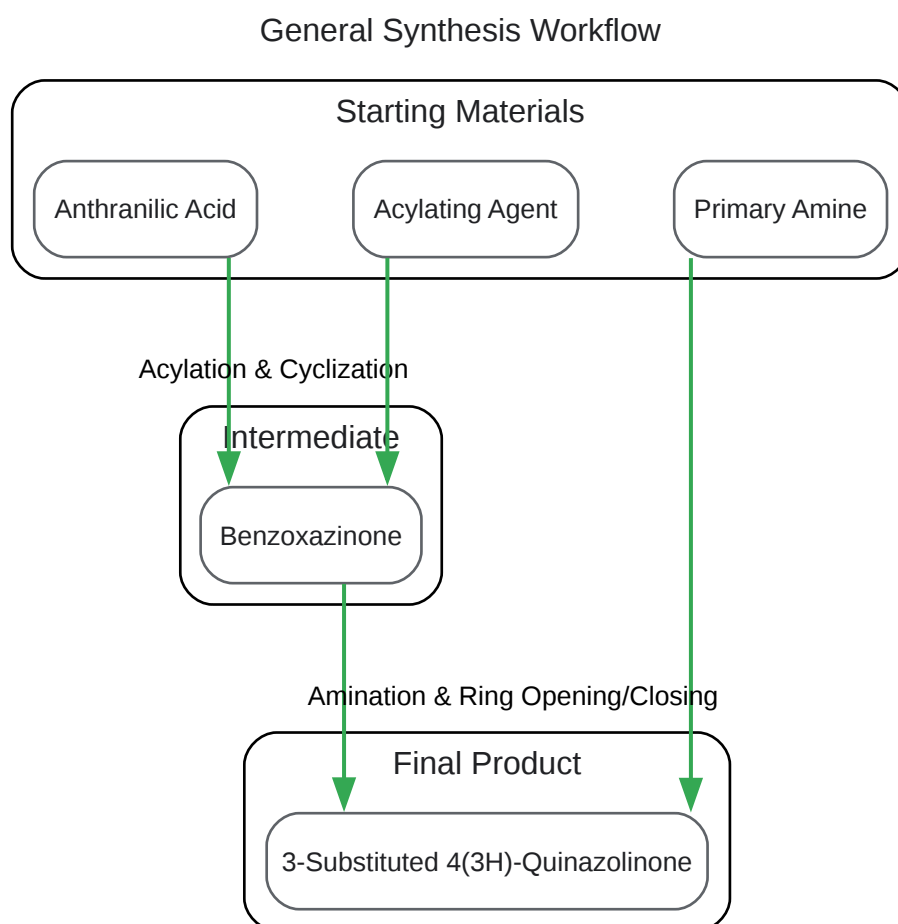 General Synthesis Workflow
Starting Materials
Anthranilic Acid
Acylating Agent
Primary Amine
Acylation & Cyclization
Intermediate
Benzoxazinone
Amination & Ring Opening/Closing
Final Product
3-Substituted 4(3H)-Quinazolinone